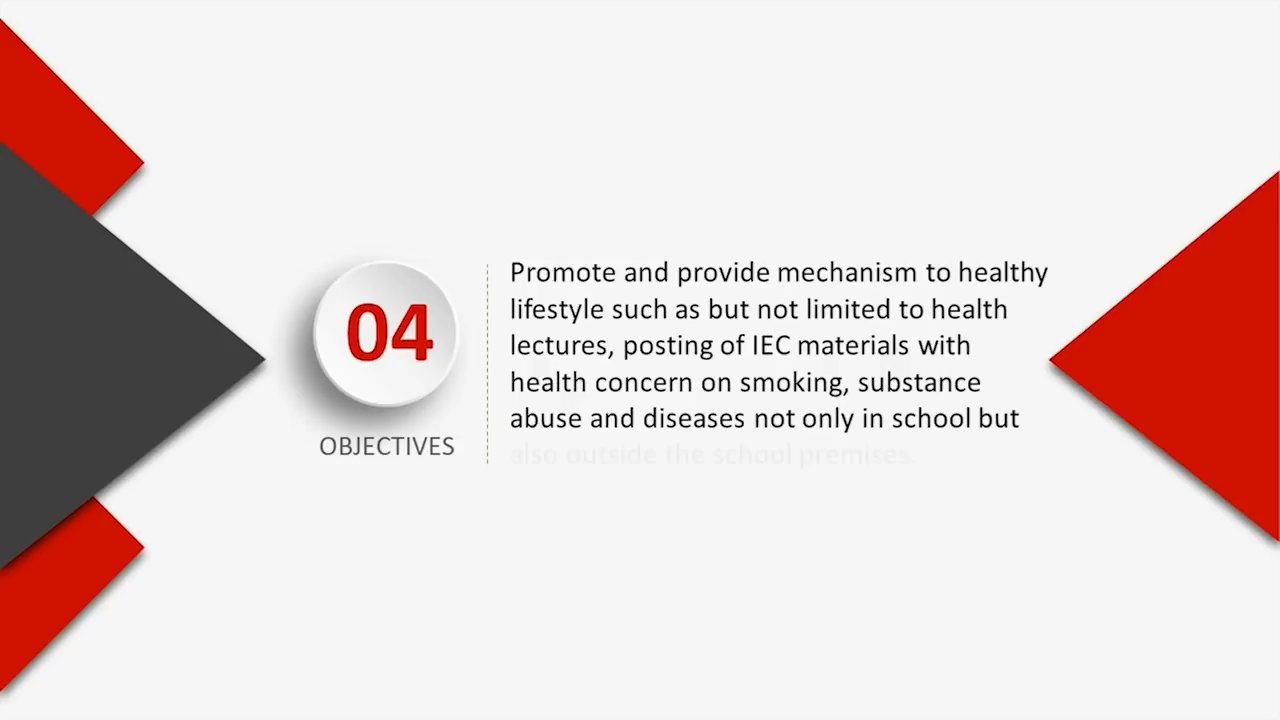 04
OBJECTIVES
Promote and provide mechanism to healthy
lifestyle such as but not limited to health
lectures, posting of IEC materials with
health concern on smoking, substance
abuse and diseases not only in school but
also outside the school premises.